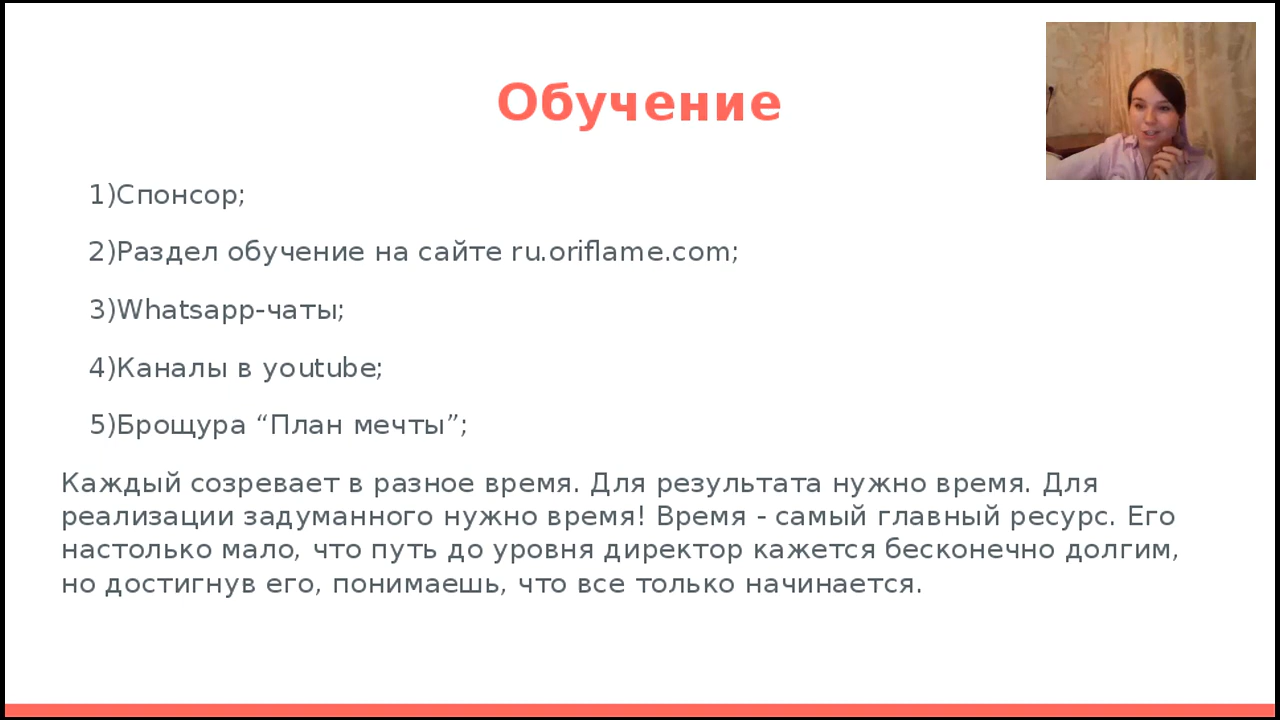 Обучение
1)Спонсор;
2)Раздел обучение на сайте ru.oriflame.com;
3)Whatsapp-чаты;
4)Каналы в youtube;
5)Брощура “План мечты”;
Каждый созревает в разное время. Для результата нужно время. Для
реализации задуманного нужно время! Время - самый главный ресурс. Его
настолько мало, что путь до уровня директор кажется бесконечно долгим,
но достигнув его, понимаешь, что все только начинается.